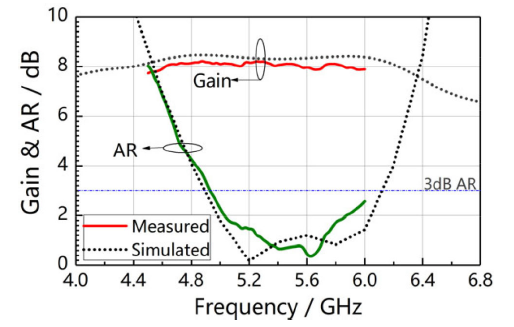 Gain & AR / dB
10
8
6
4
2
0
Gain
AR
3dB AR
Measured
Simulated
4.0 4.4 4.8 5.2 5.6 6.0 6.4 6.8
Frequency / GHz